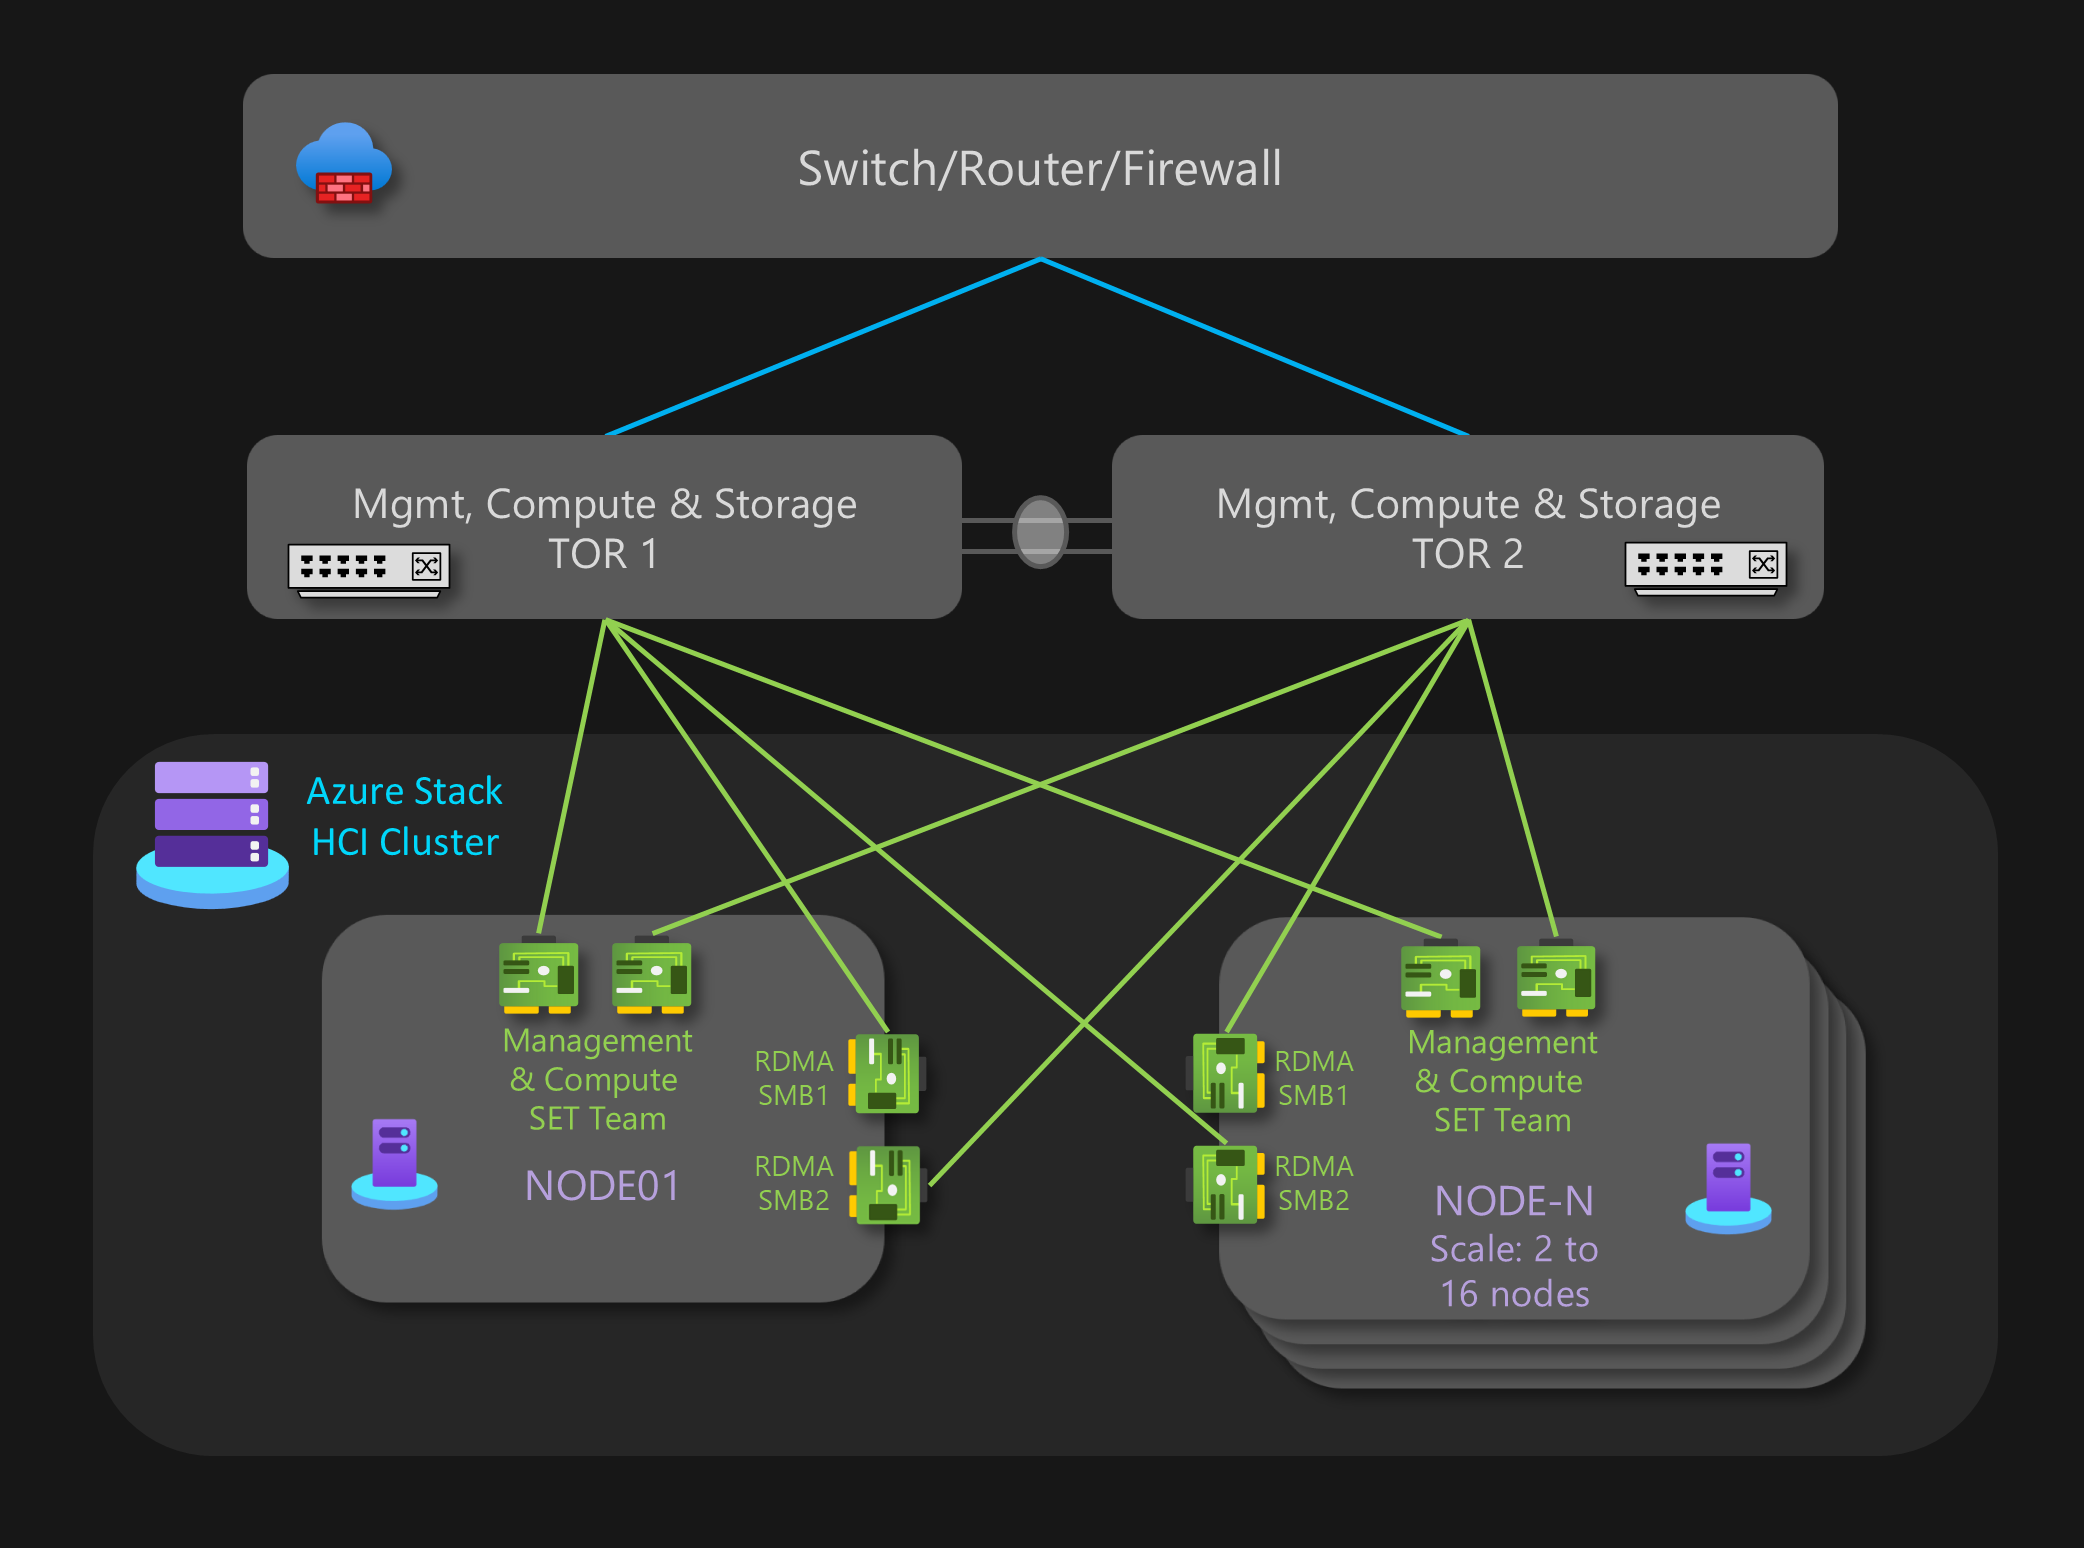 Switch/Router/Firewall
Mgmt, Compute & Storage
TOR 1
Mgmt, Compute & Storage
TOR 2
Azure Stack
HCI Cluster
Management
& Compute
SET Team
NODE01
RDMA
SMB1
RDMA
SMB2
RDMA
SMB1
RDMA
SMB2
Management
& Compute
SET Team
NODE-N
Scale: 2 to
16 nodes